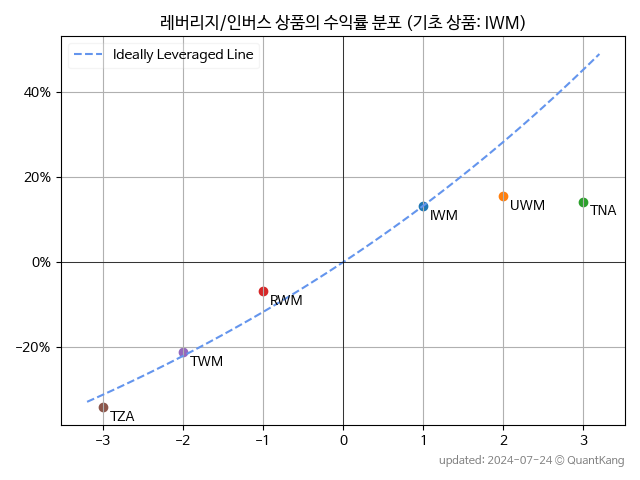 레버리지/인버스 상품의 수익률 분포 (기초 상품: IWM)
Ideally Leveraged Line
40%
20%
0%
−20%
IWM
UWM
TNA
RWM
TWM
TZA
−3 −2 −1 0 1 2 3
updated: 2024-07-24 © QuantKang